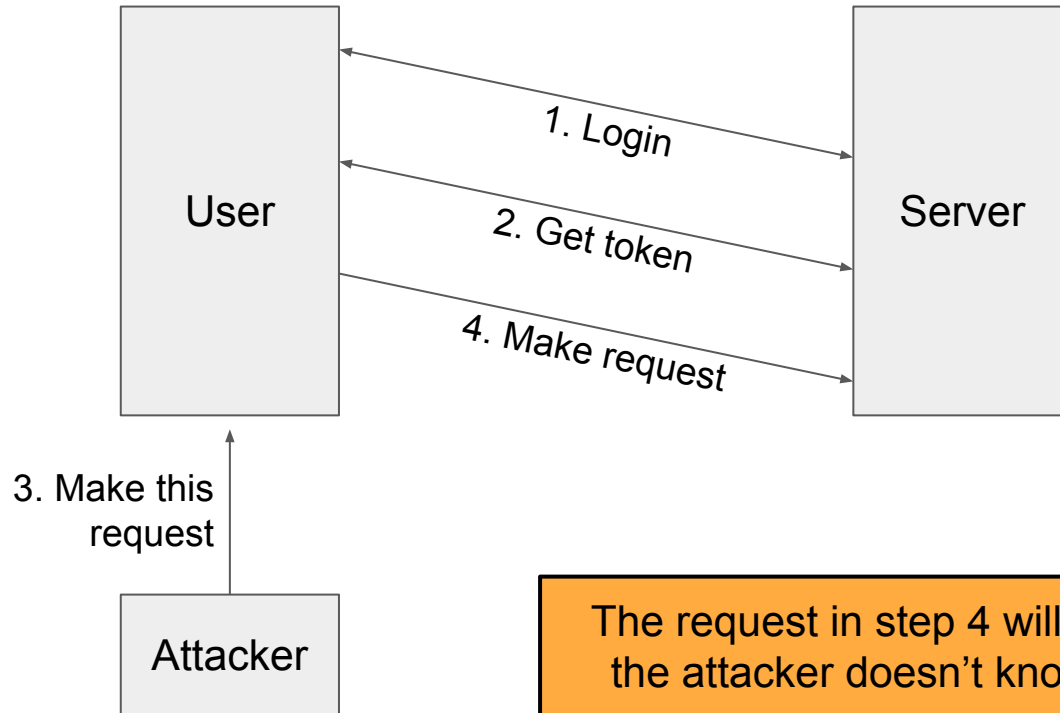 1. Login
User
Server
2. Get token
4. Make request
3. Make this
request
Attacker
The request in step 4 will
the attacker doesn’t